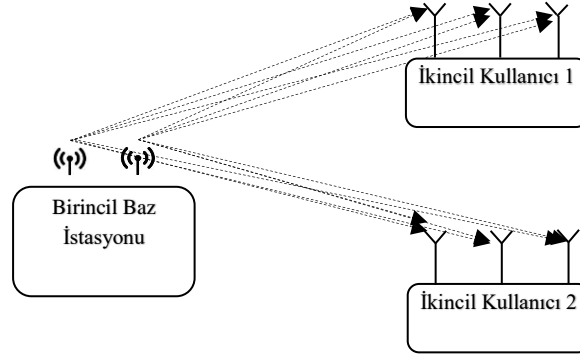 İkincil Kullanıcı 1
Birincil Baz
İstasyonu
İkincil Kullanıcı 2